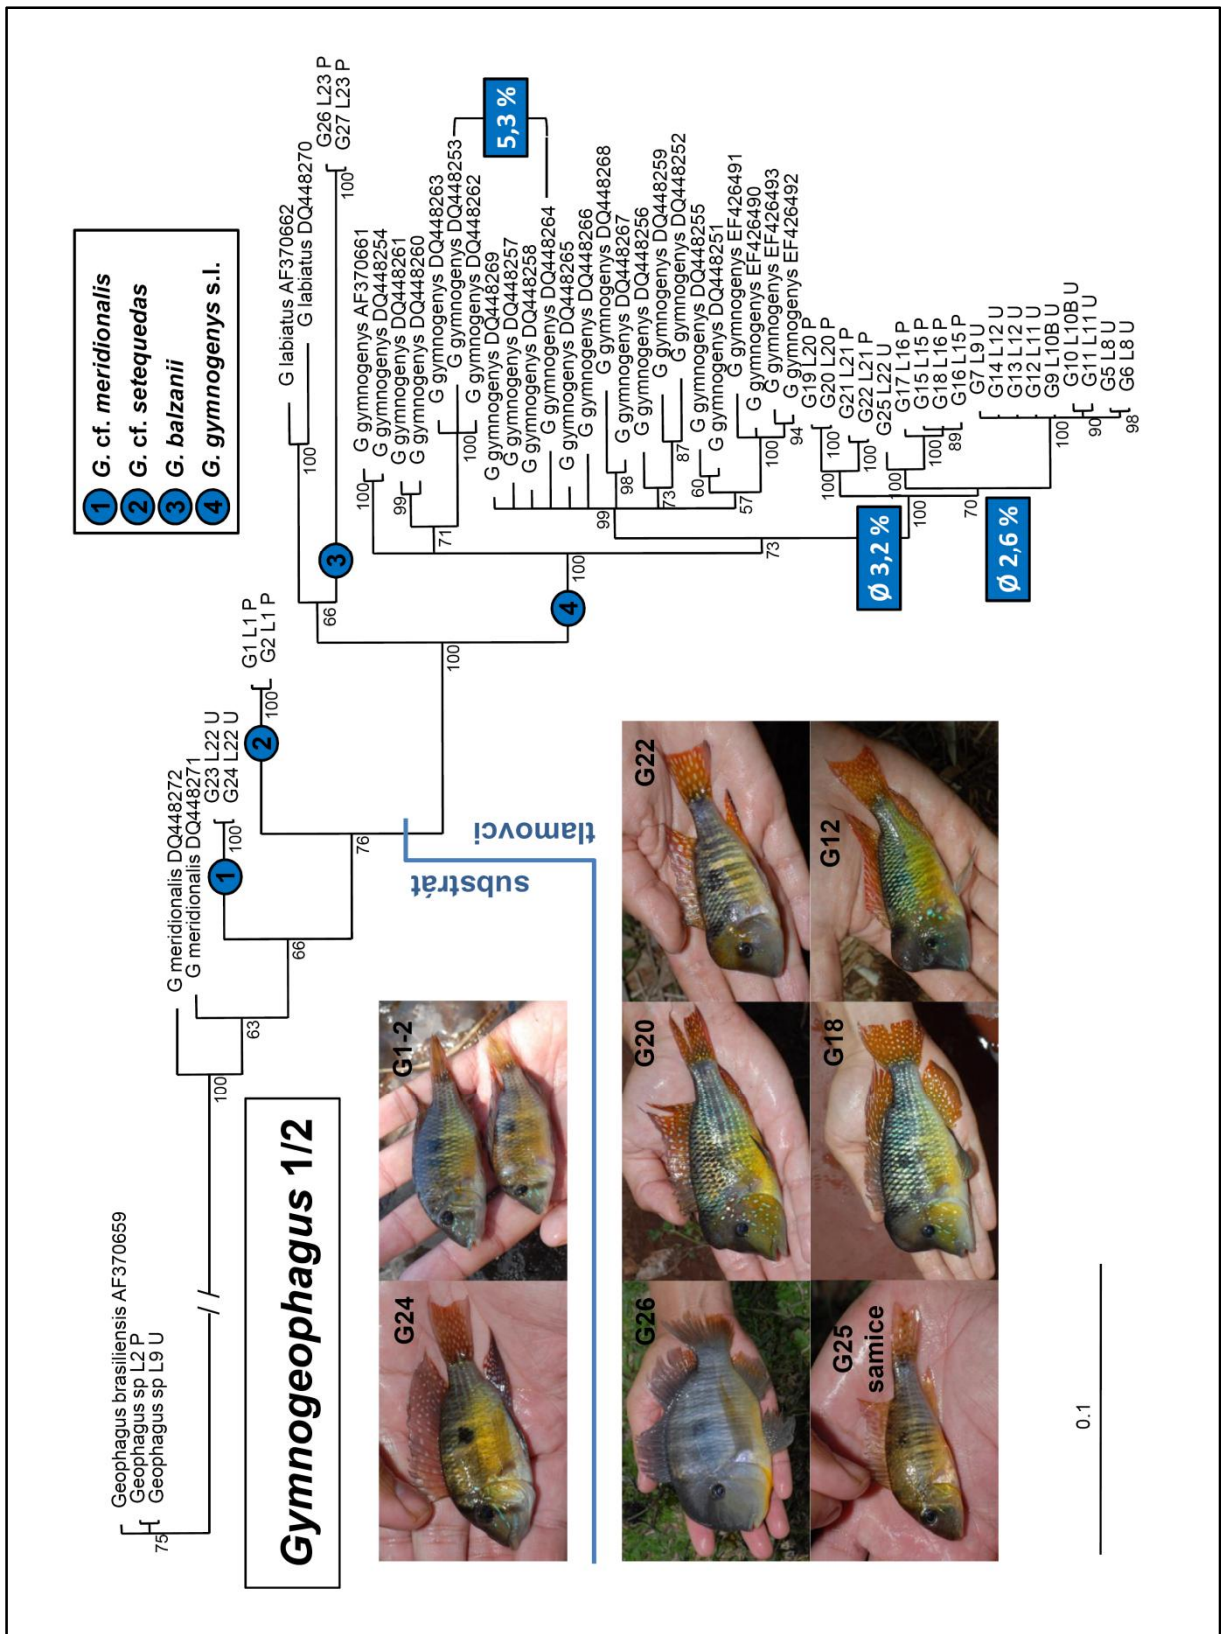 Geophagus brasiliensis AF370659
Geophagus sp L2 P
Geophagus sp L9 U
75
100
G meridionalis DQ448272
G meridionalis DQ448271
63
G23 L22 U
G24 L22 U
100
1
66
G1 L1 P
G2 L1 P
100
2
76
substrát
tlamovci
G labiatus AF370662
G labiatus DQ448270
100
G26 L23 P
G27 L23 P
100
3
66
100
4
100
G gymnogenys AF370661
G gymnogenys DQ448254
100
G gymnogenys DQ448261
G gymnogenys DQ448260
99
G gymnogenys DQ448263
G gymnogenys DQ448253
G gymnogenys DQ448262
100
71
5,3 %
G gymnogenys DQ448269
G gymnogenys DQ448257
G gymnogenys DQ448258
G gymnogenys DQ448264
G gymnogenys DQ448265
G gymnogenys DQ448266
G gymnogenys DQ448268
G gymnogenys DQ448267
98
G gymnogenys DQ448256
G gymnogenys DQ448259
G gymnogenys DQ448252
87
73
99
G gymnogenys DQ448255
G gymnogenys DQ448251
60
G gymnogenys EF426491
G gymnogenys EF426490
G gymnogenys EF426493
G gymnogenys EF426492
94
100
57
73
G19 L20 P
G20 L20 P
100
G21 L21 P
G22 L21 P
100
100
G25 L22 U
G17 L16 P
G15 L15 P
G18 L16 P
G16 L15 P
89
100
100
100
70
G7 L9 U
G14 L12 U
G13 L12 U
G12 L11 U
G9 L10B U
G10 L10B U
G11 L11 U
90
G5 L8 U
G6 L8 U
98
100
Ø 3,2 %
Ø 2,6 %
1 G. cf. meridionalis
2 G. cf. setequedas
3 G. balzanii
4 G. gymnogenys s.l.
Gymnogeophagus 1/2
G24
G1-2
G26
G20
G22
G25
samice
G18
G12
0.1